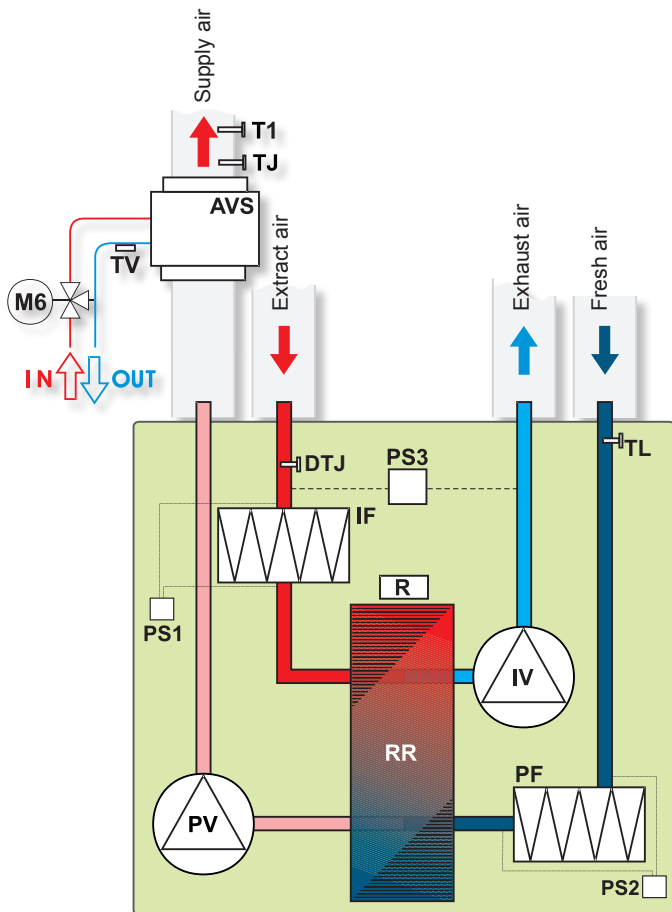 Supply air
T1
TJ
AVS
TV
M6
IN
OUT
Extract air
Exhaust air
Fresh air
DTJ
PS3
TL
IF
R
PS1
IV
RR
PF
PV
PS2